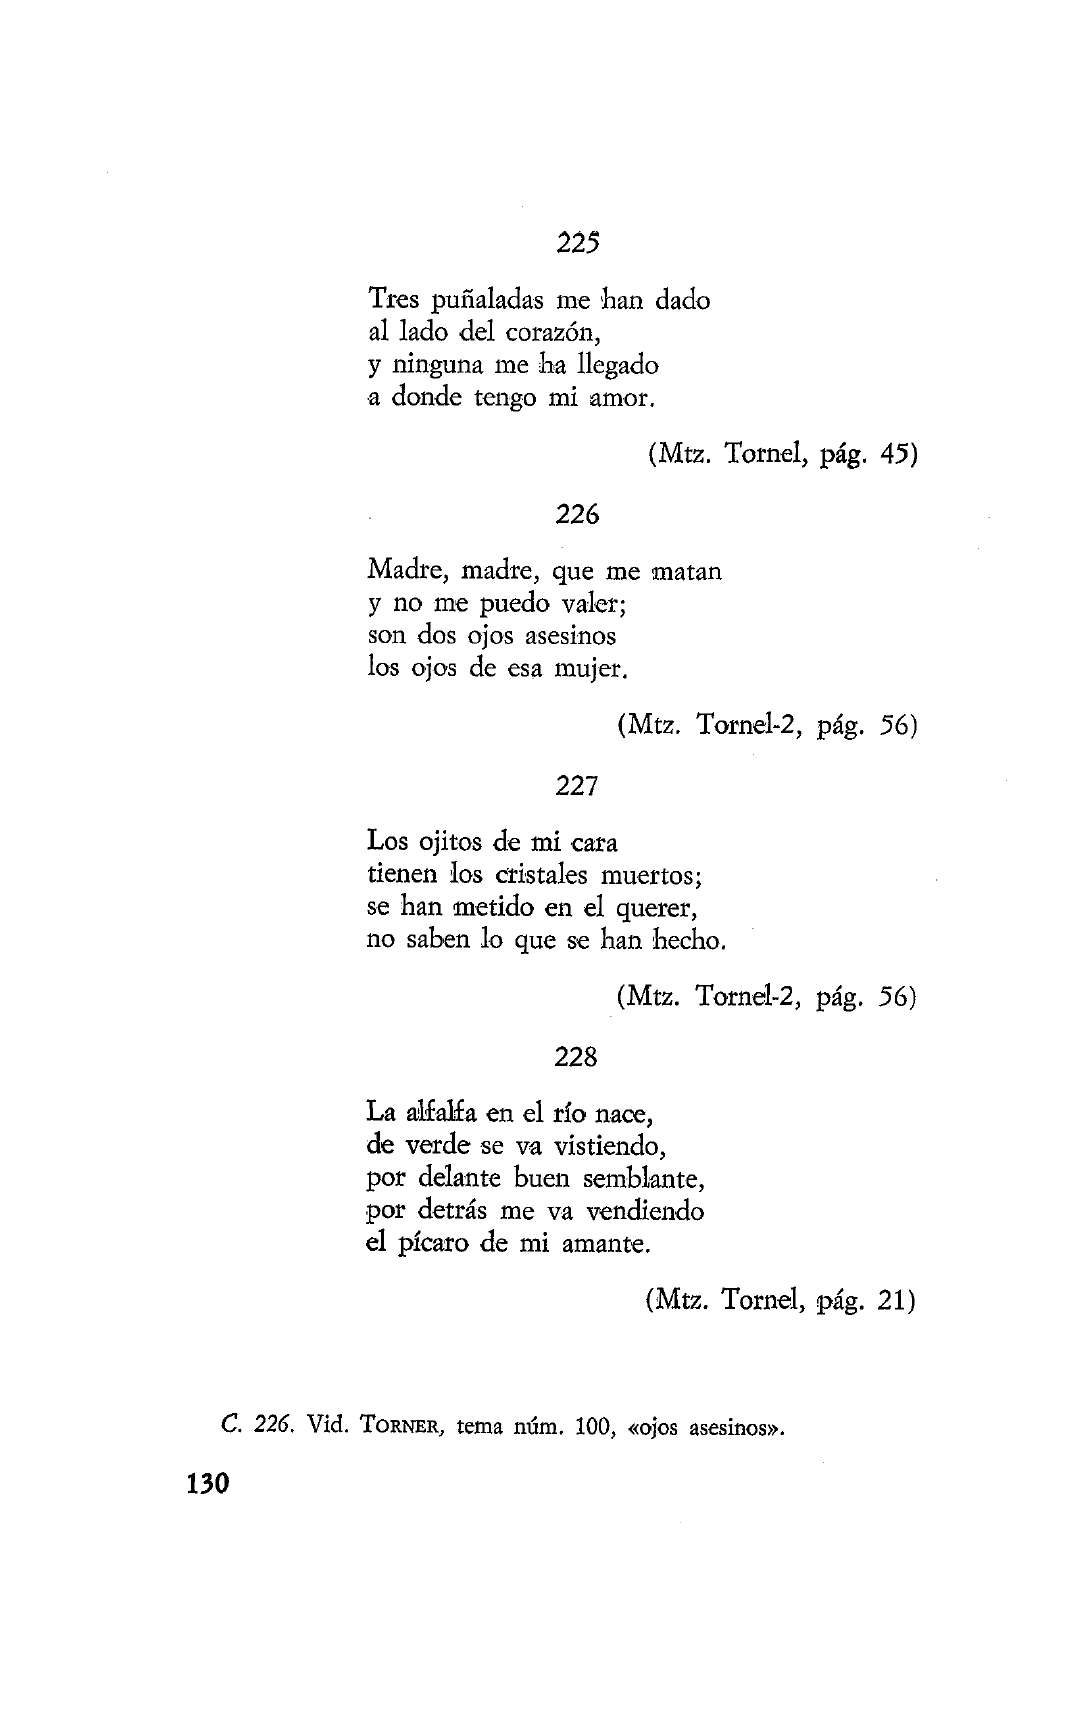 225
Tres puñaladas me han dado
al lado del corazón,
y ninguna me ha llegado
a donde tengo mi amor.
(Mtz. Tornel, pág. 45)
226
Madre, madre, que me matan
y no me puedo valer;
son dos ojos asesinos
los ojos de esa mujer.
(Mtz. Tornel-2, pág. 56)
227
Los ojitos de mi cara
tienen los cristales muertos;
se han metido en el querer,
no saben lo que se han hecho.
(Mtz. Tornel-2, pág. 56)
228
La alfalfa en el río nace,
de verde se va vistiendo,
por delante buen semblante,
por detrás me va vendiendo
el pícaro de mi amante.
(Mtz. Tornel, pág. 21)
C. 226. Vid. TORNER, tema núm. 100, «ojos asesinos».
130